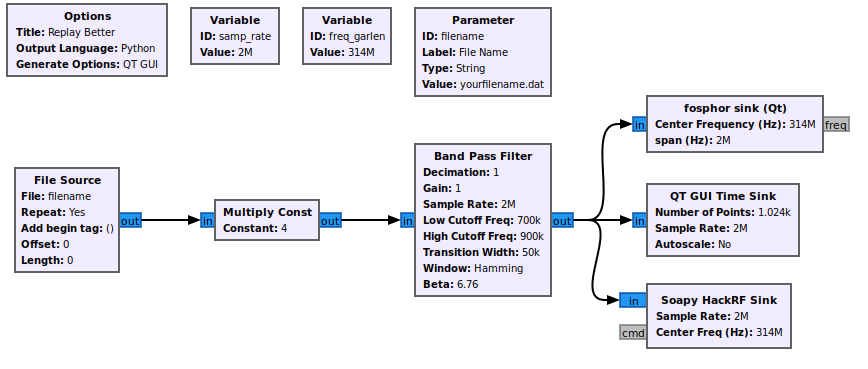 Options
Title: Replay Better
Output Language: Python
Generate Options: QT GUI
Variable
ID: samp_rate
Value: 2M
Variable
ID: freq_garlen
Value: 314M
Parameter
ID: filename
Label: File Name
Type: String
Value: yourfilename.dat
File Source
File: filename
Repeat: Yes
Add begin tag: ()
Offset: 0
Length: 0
out
in
Multiply Const
Constant: 4
out
in
Band Pass Filter
Decimation: 1
Gain: 1
Sample Rate: 2M
Low Cutoff Freq: 700k
High Cutoff Freq: 900k
Transition Width: 50k
Window: Hamming
Beta: 6.76
out
in
fosphor sink (Qt)
Center Frequency (Hz): 314M
span (Hz): 2M
freq
in
QT GUI Time Sink
Number of Points: 1.024k
Sample Rate: 2M
Autoscale: No
in
cmd
Soapy HackRF Sink
Sample Rate: 2M
Center Freq (Hz): 314M